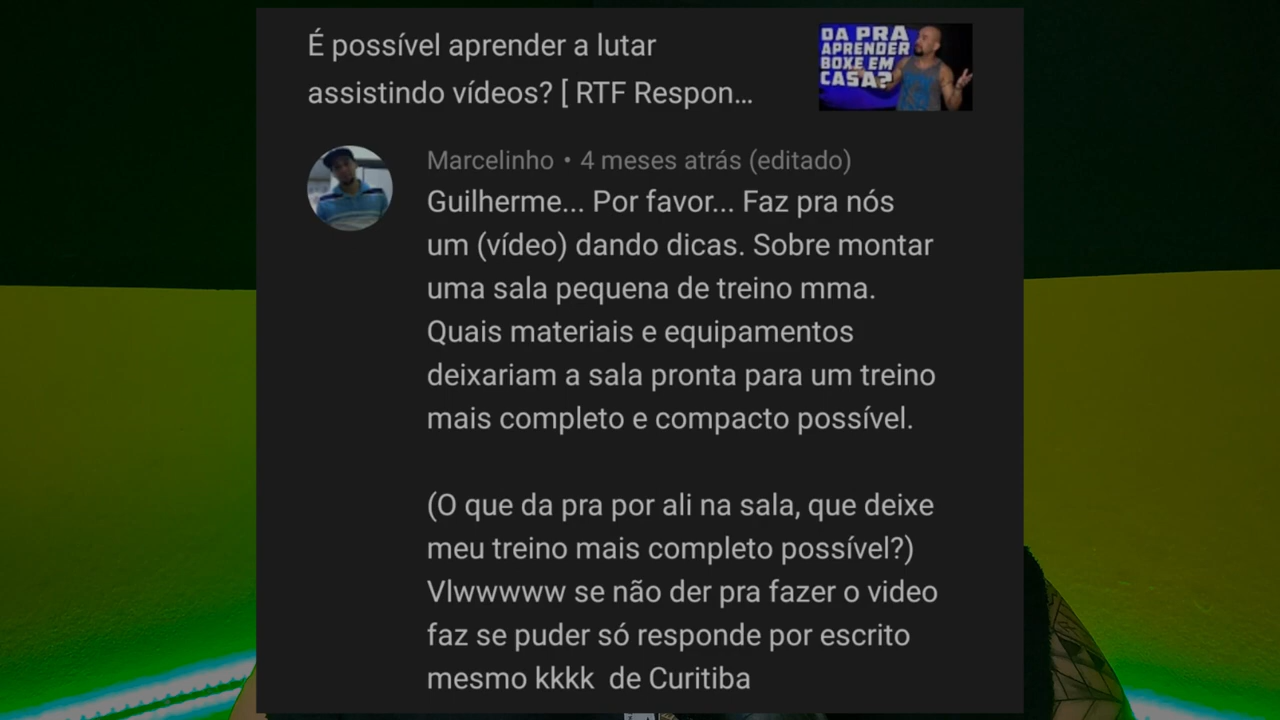 É possível aprender a lutar
assistindo vídeos? [ RTF Respon...
DA PRA
APRENDER
BOXE EM
CASA?
Marcelinho • 4 meses atrás (editado)
Guilherme... Por favor... Faz pra nós
um (vídeo) dando dicas. Sobre montar
uma sala pequena de treino mma.
Quais materiais e equipamentos
deixariam a sala pronta para um treino
mais completo e compacto possível.
(O que da pra por ali na sala, que deixe
meu treino mais completo possível?)
Vlwwwww se não der pra fazer o video
faz se puder só responde por escrito
mesmo kkkk  de Curitiba